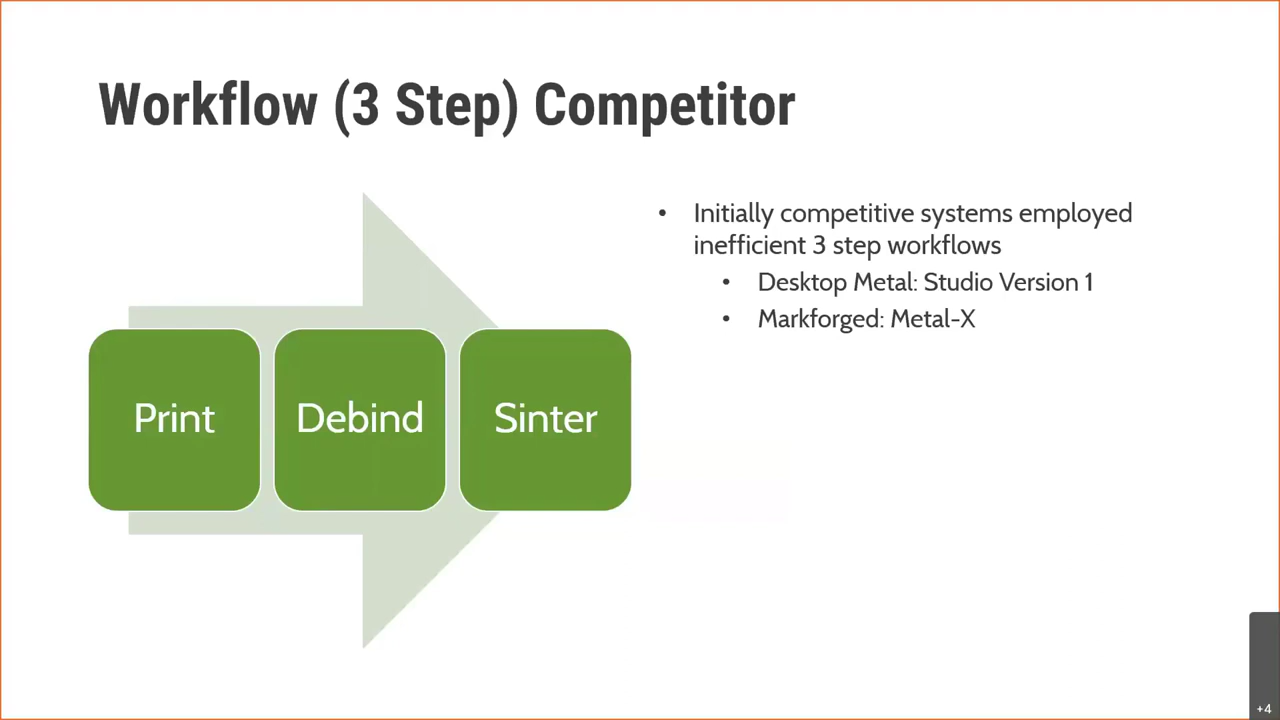 Workflow (3 Step) Competitor
• Initially competitive systems employed
inefficient 3 step workflows
• Desktop Metal: Studio Version 1
• Markforged: Metal-X
Print
Debind
Sinter
+4